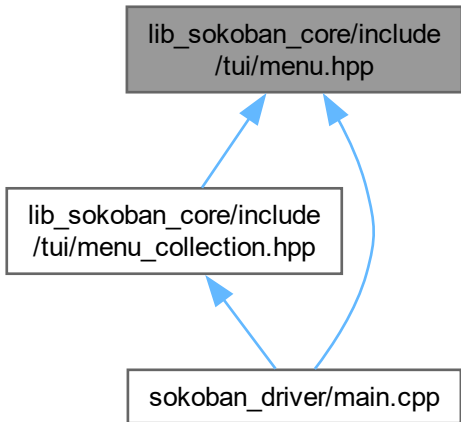 lib_sokoban_core/include
/tui/menu.hpp
lib_sokoban_core/include
/tui/menu_collection.hpp
sokoban_driver/main.cpp